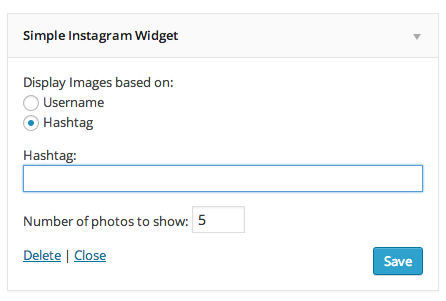 Simple Instagram Widget
Display Images based on:
Username
Hashtag
Hashtag:
Number of photos to show: 5
Delete | Close
Save